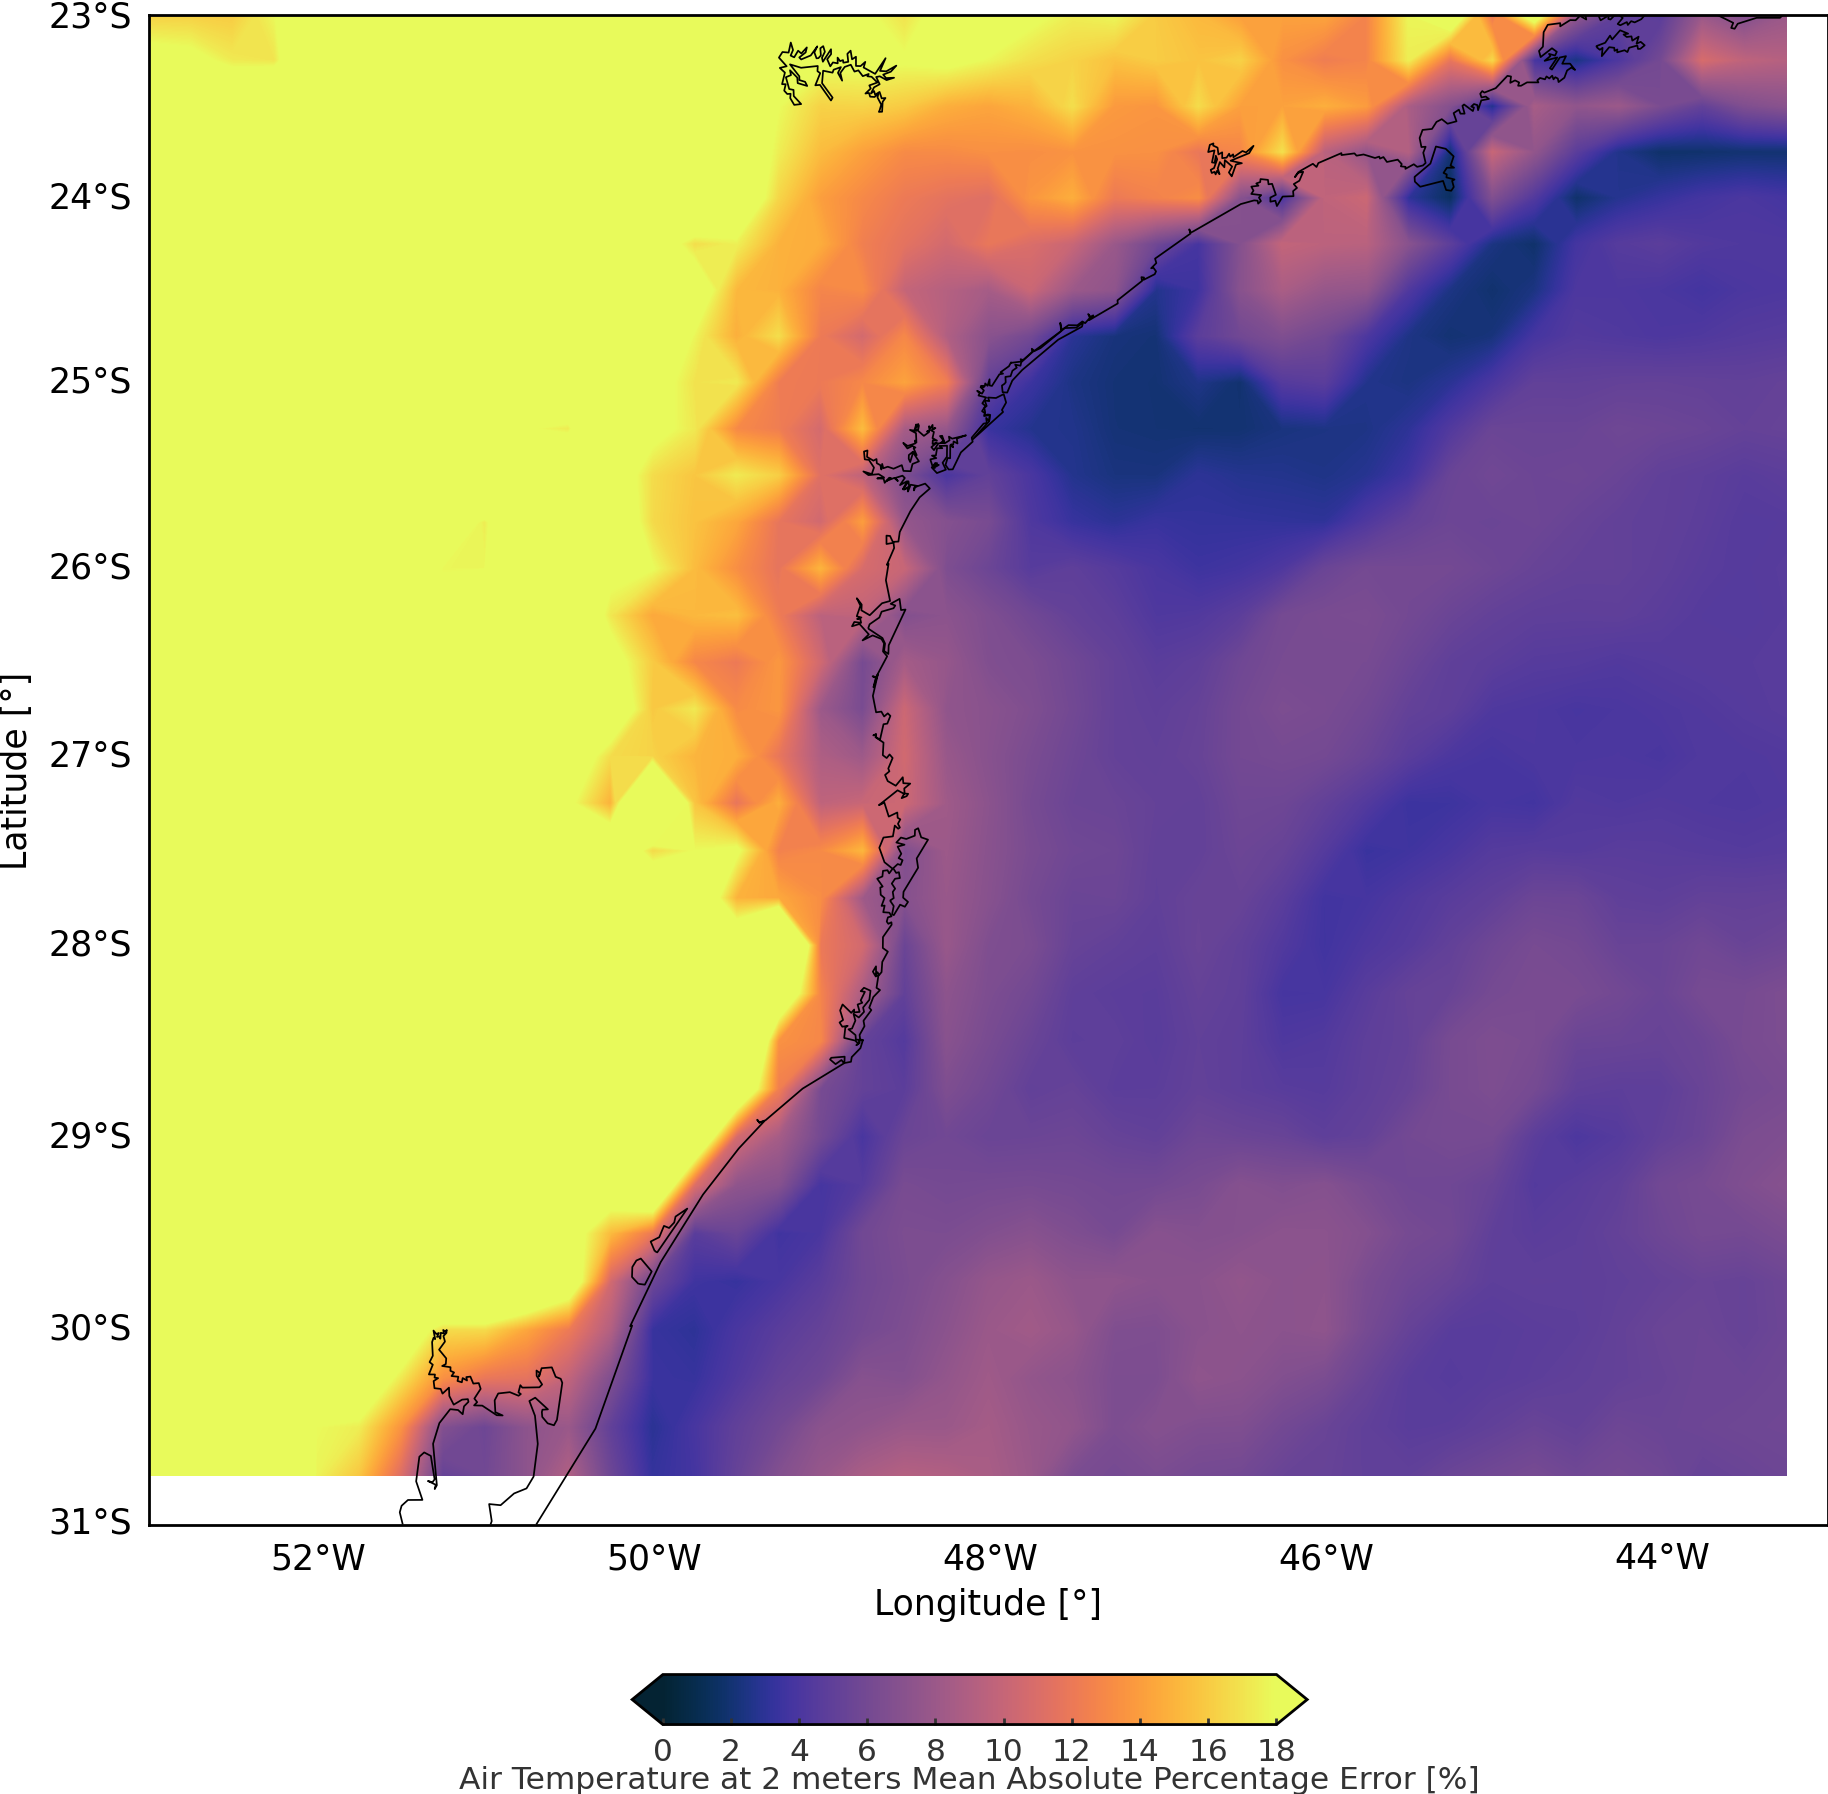 23°S
24°S
25°S
26°S
27°S
28°S
29°S
30°S
31°S
Latitude [°]
52°W 50°W 48°W 46°W 44°W
Longitude [°]
0 2 4 6 8 10 12 14 16 18
Air Temperature at 2 meters Mean Absolute Percentage Error [%]